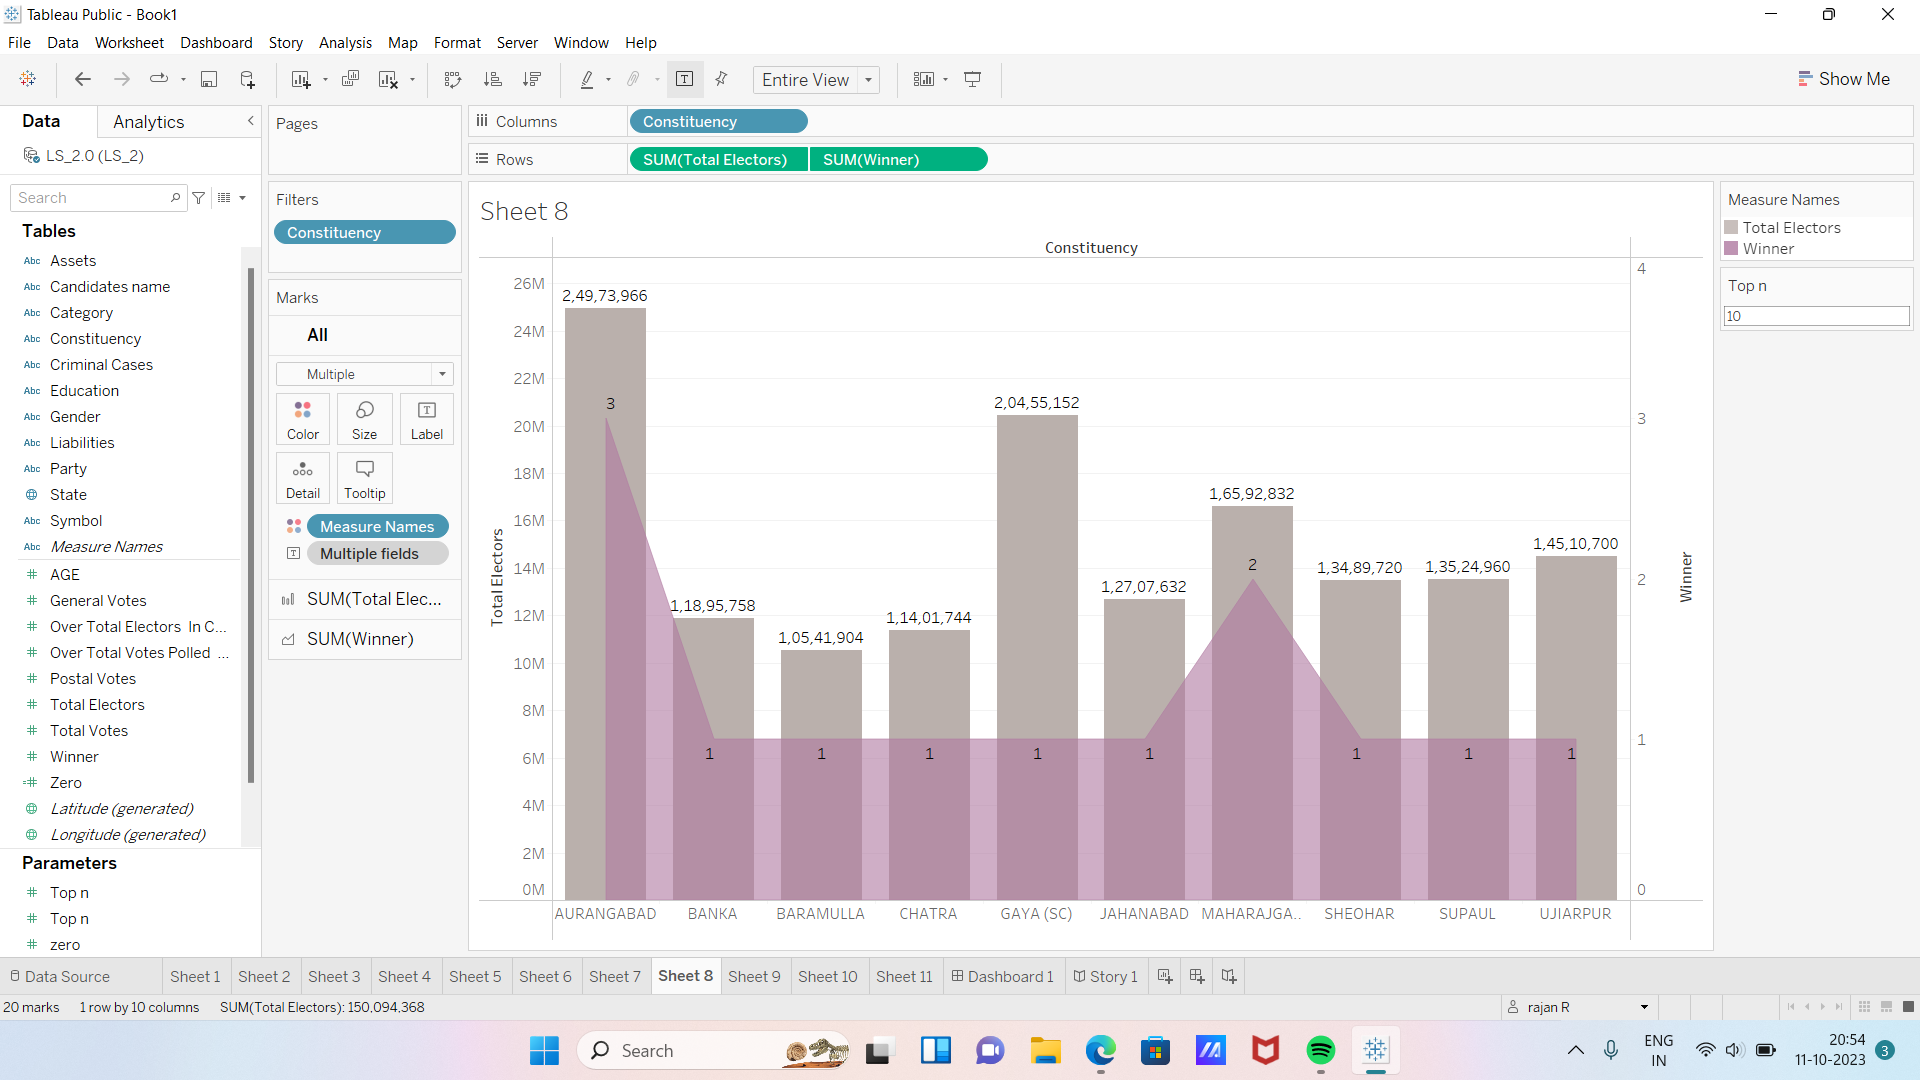 Tableau Public - Book1
File Data Worksheet Dashboard Story Analysis Map Format Server Window Help
Entire View
Show Me
Data Analytics
LS_2.0 (LS_2)
Search
Tables
Abc Assets
Abc Candidates name
Abc Category
Abc Constituency
Abc Criminal Cases
Abc Education
Abc Gender
Abc Liabilities
Abc Party
State
Abc Symbol
Abc Measure Names
# AGE
# General Votes
# Over Total Electors In C...
# Over Total Votes Polled ...
# Postal Votes
# Total Electors
# Total Votes
# Winner
=# Zero
Latitude (generated)
Longitude (generated)
Parameters
# Top n
# Top n
# zero
Pages
Filters
Constituency
Marks
All
Multiple
Color Size Label
Detail Tooltip
Measure Names
Multiple fields
SUM(Total Elec...
SUM(Winner)
Columns Constituency
Rows SUM(Total Electors) SUM(Winner)
Sheet 8
Constituency
26M
24M
22M
20M
18M
16M
14M
12M
10M
8M
6M
4M
2M
0M
Total Electors
2,49,73,966
1,18,95,758
1,05,41,904
1,14,01,744
2,04,55,152
1,27,07,632
1,65,92,832
1,34,89,720
1,35,24,960
1,45,10,700
3
1
1
1
1
1
2
1
1
1
4
3
2
1
0
Winner
AURANGABAD BANKA BARAMULLA CHATRA GAYA (SC) JAHANABAD MAHARAJGA.. SHEOHAR SUPAUL UJIARPUR
Measure Names
Total Electors
Winner
Top n
10
Data Source Sheet 1 Sheet 2 Sheet 3 Sheet 4 Sheet 5 Sheet 6 Sheet 7 Sheet 8 Sheet 9 Sheet 10 Sheet 11 Dashboard 1 Story 1
20 marks 1 row by 10 columns SUM(Total Electors): 150,094,368
rajan R
Search
ENG
IN
20:54
11-10-2023
3